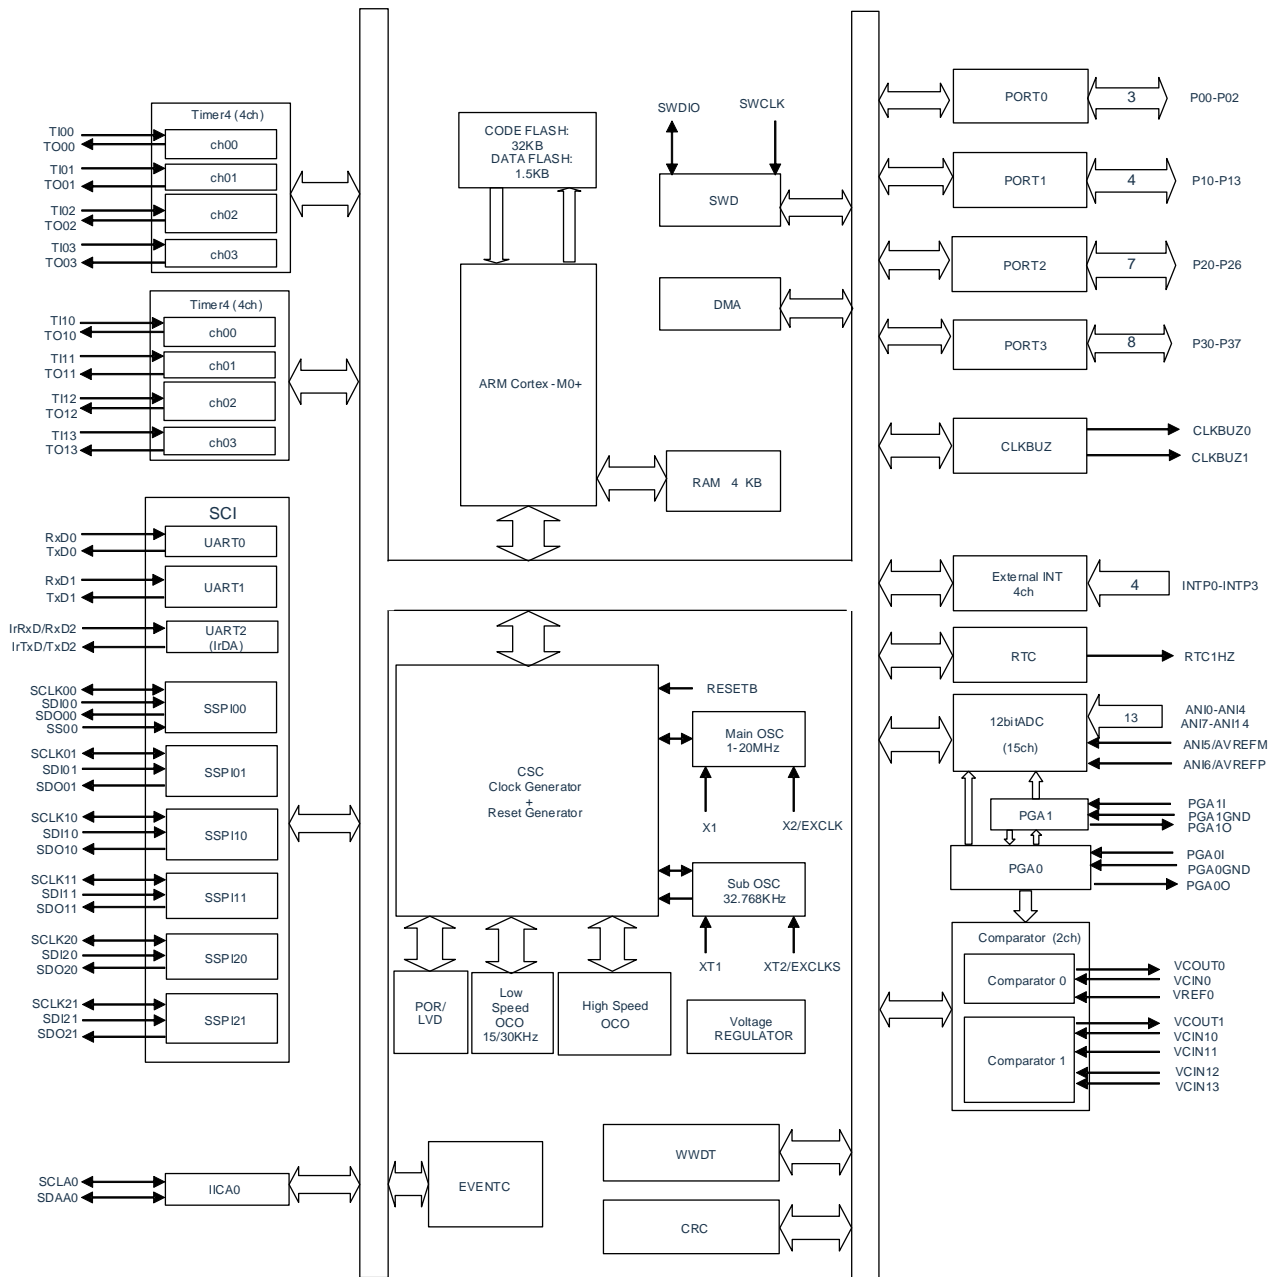 Timer4 (4ch)
TI00
TO00
ch00
TI01
TO01
ch01
TI02
TO02
ch02
TI03
TO03
ch03
Timer4 (4ch)
TI10
TO10
ch00
TI11
TO11
ch01
TI12
TO12
ch02
TI13
TO13
ch03
SCI
RxD0
TxD0
UART0
RxD1
TxD1
UART1
IrRxD/RxD2
IrTxD/TxD2
UART2
(IrDA)
SCLK00
SDI00
SDO00
SS00
SSPI00
SCLK01
SDI01
SDO01
SSPI01
SCLK10
SDI10
SDO10
SSPI10
SCLK11
SDI11
SDO11
SSPI11
SCLK20
SDI20
SDO20
SSPI20
SCLK21
SDI21
SDO21
SSPI21
SCLA0
SDAA0
IICA0
CODE FLASH:
32KB
DATA FLASH:
1.5KB
SWDIO
SWCLK
SWD
DMA
ARM Cortex-M0+
RAM 4 KB
CSC
Clock Generator
+
Reset Generator
RESETB
Main OSC
1-20MHz
X1
X2/EXCLK
Sub OSC
32.768KHz
XT1
XT2/EXCLKS
POR/
LVD
Low
Speed
OCO
15/30KHz
High Speed
OCO
Voltage
REGULATOR
EVENTC
WWDT
CRC
PORT0
3
P00-P02
PORT1
4
P10-P13
PORT2
7
P20-P26
PORT3
8
P30-P37
CLKBUZ
CLKBUZ0
CLKBUZ1
External INT
4ch
4
INTP0-INTP3
RTC
RTC1HZ
12bitADC
(15ch)
13
ANI0-ANI4
ANI7-ANI14
ANI5/AVREFM
ANI6/AVREFP
PGA1
PGA1I
PGA1GND
PGA1O
PGA0
PGA0I
PGA0GND
PGA0O
Comparator (2ch)
Comparator 0
VCOUT0
VCIN0
VREF0
Comparator 1
VCOUT1
VCIN10
VCIN11
VCIN12
VCIN13